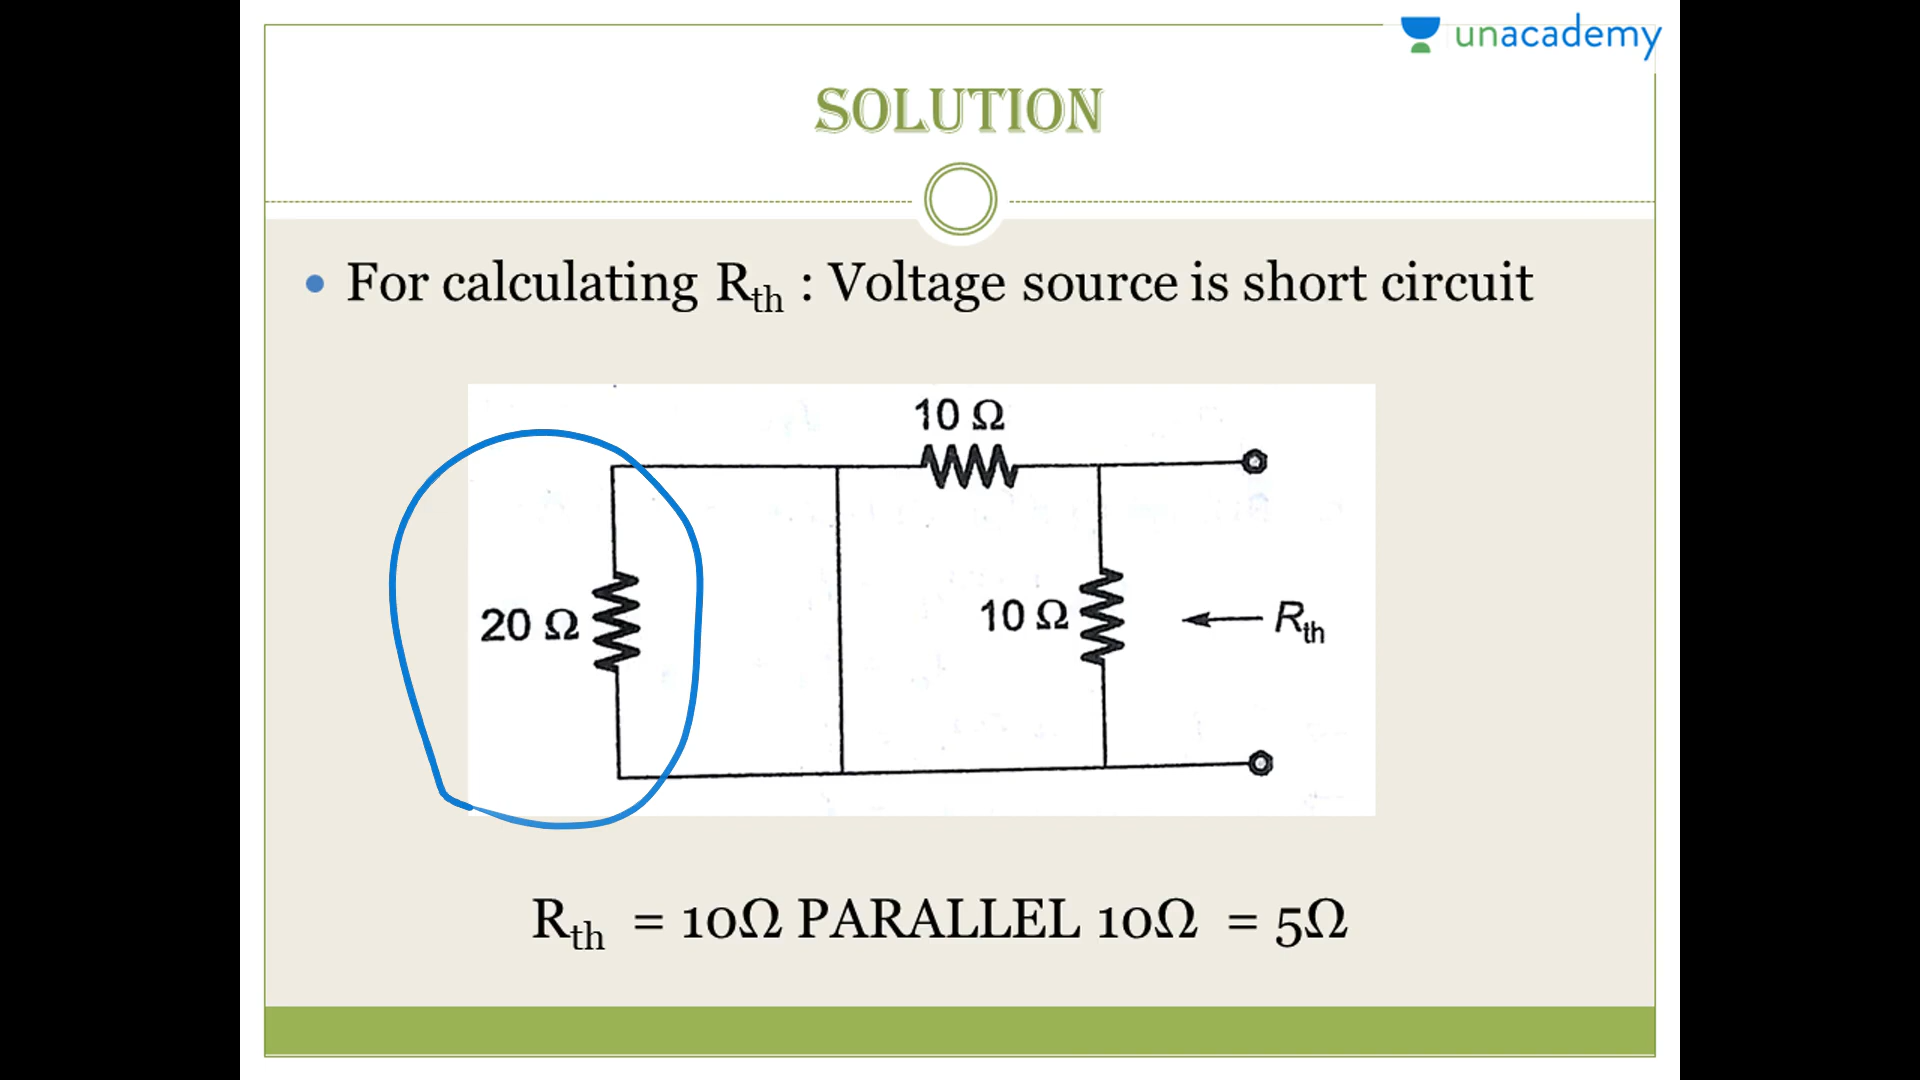 unacademy
SOLUTION
• For calculating Rth : Voltage source is short circuit
10 Ω
20 Ω
10 Ω
Rth
Rth = 10Ω PARALLEL 10Ω = 5Ω